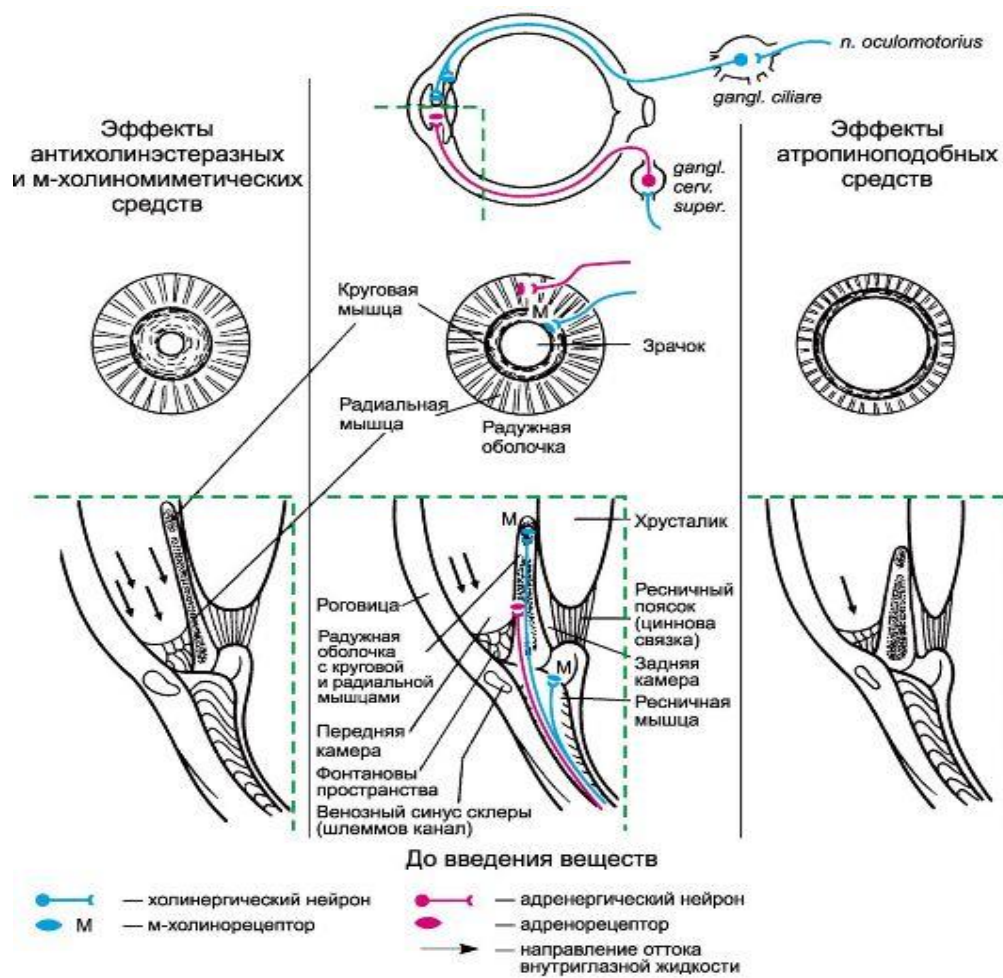 n. oculomotorius
gangl. ciliare
Эффекты
антихолинэстеразных
и м-холиномиметических
средств
gangl.
cerv.
super.
Эффекты
атропиноподобных
средств
Круговая
мышца
М
Зрачок
Радиальная
мышца
Радужная
оболочка
М
Хрусталик
Роговица
Ресничный
поясок
(циннова
связка)
Радужная
оболочка
с круговой
и радиальной
мышцами
М
Задняя
камера
Ресничная
мышца
Передняя
камера
Фонтановы
пространства
Венозный синус склеры
(шлеммов канал)
До введения веществ
— холинергический нейрон
М — м-холинорецептор
— адренергический нейрон
— адренорецептор
— направление оттока
внутриглазной жидкости